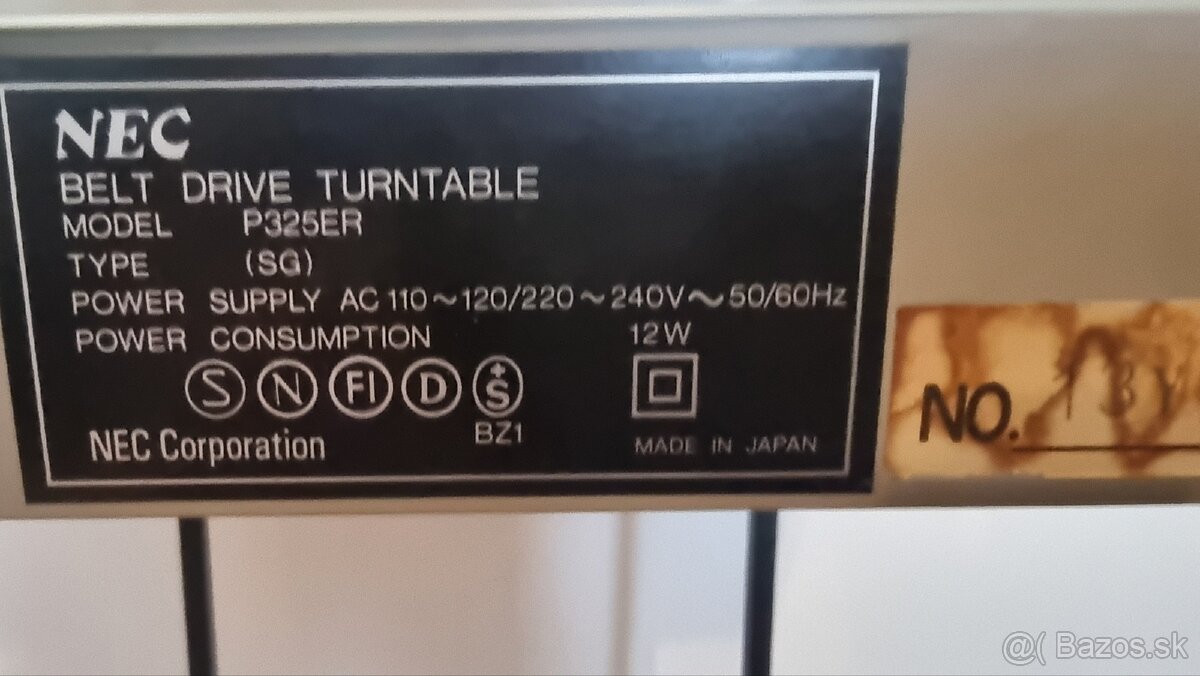 NEC
BELT DRIVE TURNTABLE
MODEL P325ER
TYPE (SG)
POWER SUPPLY AC 110~120/220~240V~50/60Hz
POWER CONSUMPTION 12W
S N FI D +S
BZ1
NEC Corporation
MADE IN JAPAN
NO.
@( Bazos.sk